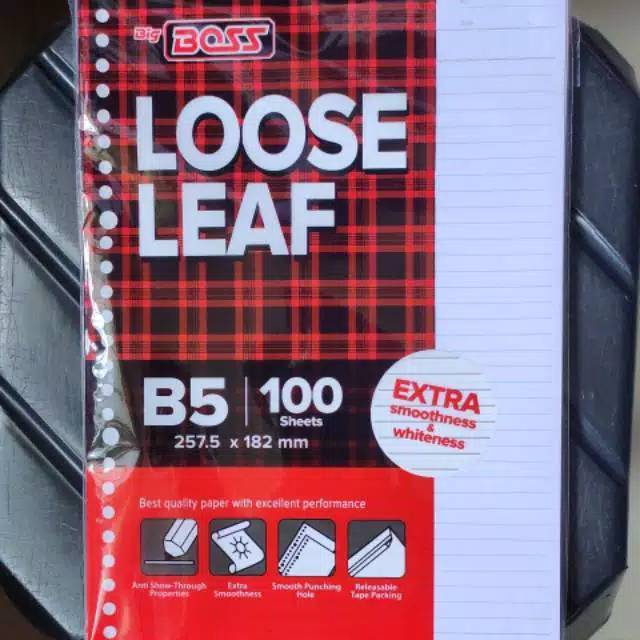 Big BOSS
LOOSE
LEAF
B5 | 100
Sheets
257.5 x 182 mm
EXTRA
smoothness
&
whiteness
Best quality paper with excellent performance
Anti Show-Through
Properties
Extra
Smoothness
Smooth Punching
Hole
Releasable
Tape Packing